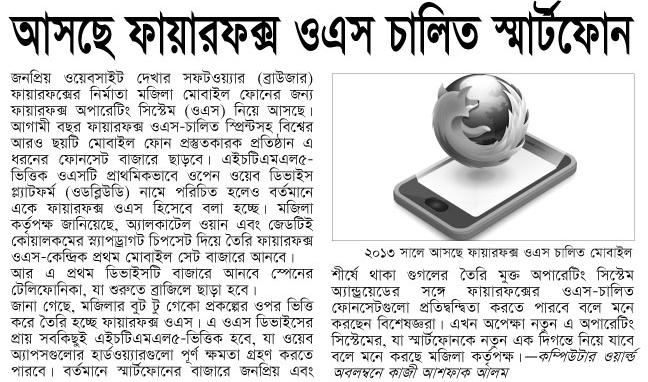 আসছে ফায়ারফক্স ওএস চালিত স্মার্টফোন
জনপ্রিয় ওয়েবসাইট দেখার সফটওয়্যার (ব্রাউজার)
ফায়ারফক্সের নির্মাতা মজিলা মোবাইল ফোনের জন্য
ফায়ারফক্স অপারেটিং সিস্টেম (ওএস) নিয়ে আসছে।
আগামী বছর ফায়ারফক্স ওএস-চালিত স্প্রিন্টসহ বিশ্বের
আরও ছয়টি মোবাইল ফোন প্রস্তুতকারক প্রতিষ্ঠান এ
ধরনের ফোনসেট বাজারে ছাড়বে। এইচটিএমএল৫-
ভিত্তিক ওএসটি প্রাথমিকভাবে ওপেন ওয়েব ডিভাইস
প্ল্যাটফর্ম (ওডব্লিউডি) নামে পরিচিত হলেও বর্তমানে
একে ফায়ারফক্স ওএস হিসেবে বলা হচ্ছে। মজিলা
কর্তৃপক্ষ জানিয়েছে, অ্যালকাটেল ওয়ান এবং জেডটিই
কোয়ালকমের স্ন্যাপড্রাগট চিপসেট দিয়ে তৈরি ফায়ারফক্স
ওএস-কেন্দ্রিক প্রথম মোবাইল সেট বাজারে আনবে।
আর এ প্রথম ডিভাইসটি বাজারে আনবে স্পেনের
টেলিফোনিকা, যা শুরুতে ব্রাজিলে ছাড়া হবে।
জানা গেছে, মজিলার বুট টু গেকো প্রকল্পের ওপর ভিত্তি
করে তৈরি হচ্ছে ফায়ারফক্স ওএস। এ ওএস ডিভাইসের
প্রায় সবকিছুই এইচটিএমএল৫-ভিত্তিক হবে, যা ওয়েব
অ্যাপসগুলোর হার্ডওয়্যারগুলো পূর্ণ ক্ষমতা গ্রহণ করতে
পারবে। বর্তমানে স্মার্টফোনের বাজারে জনপ্রিয় এবং
২০১৩ সালে আসছে ফায়ারফক্স ওএস চালিত মোবাইল
শীর্ষে থাকা গুগলের তৈরি মুক্ত অপারেটিং সিস্টেম
অ্যান্ড্রয়েডের সঙ্গে ফায়ারফক্সের ওএস-চালিত
ফোনসেটগুলো প্রতিদ্বন্দ্বিতা করতে পারবে বলে মনে
করছেন বিশেষজ্ঞরা। এখন অপেক্ষা নতুন এ অপারেটিং
সিস্টেমের, যা স্মার্টফোনকে নতুন এক দিগন্তে নিয়ে যাবে
বলে মনে করছে মজিলা কর্তৃপক্ষ।—কম্পিউটার ওয়ার্ল্ড
অবলম্বনে কাজী আশফাক আলম